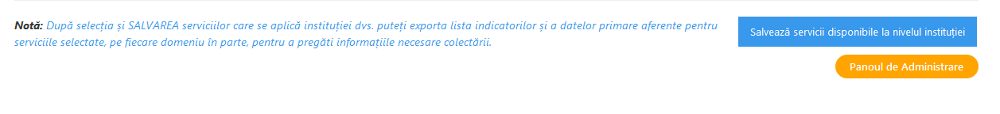 Notă: După selecția și SALVAREA serviciilor care se aplică instituției dvs. puteți exporta lista indicatorilor și a datelor primare aferente pentru
serviciile selectate, pe fiecare domeniu în parte, pentru a pregăti informațiile necesare colectării.
Salvează servicii disponibile la nivelul instituției
Panoul de Administrare